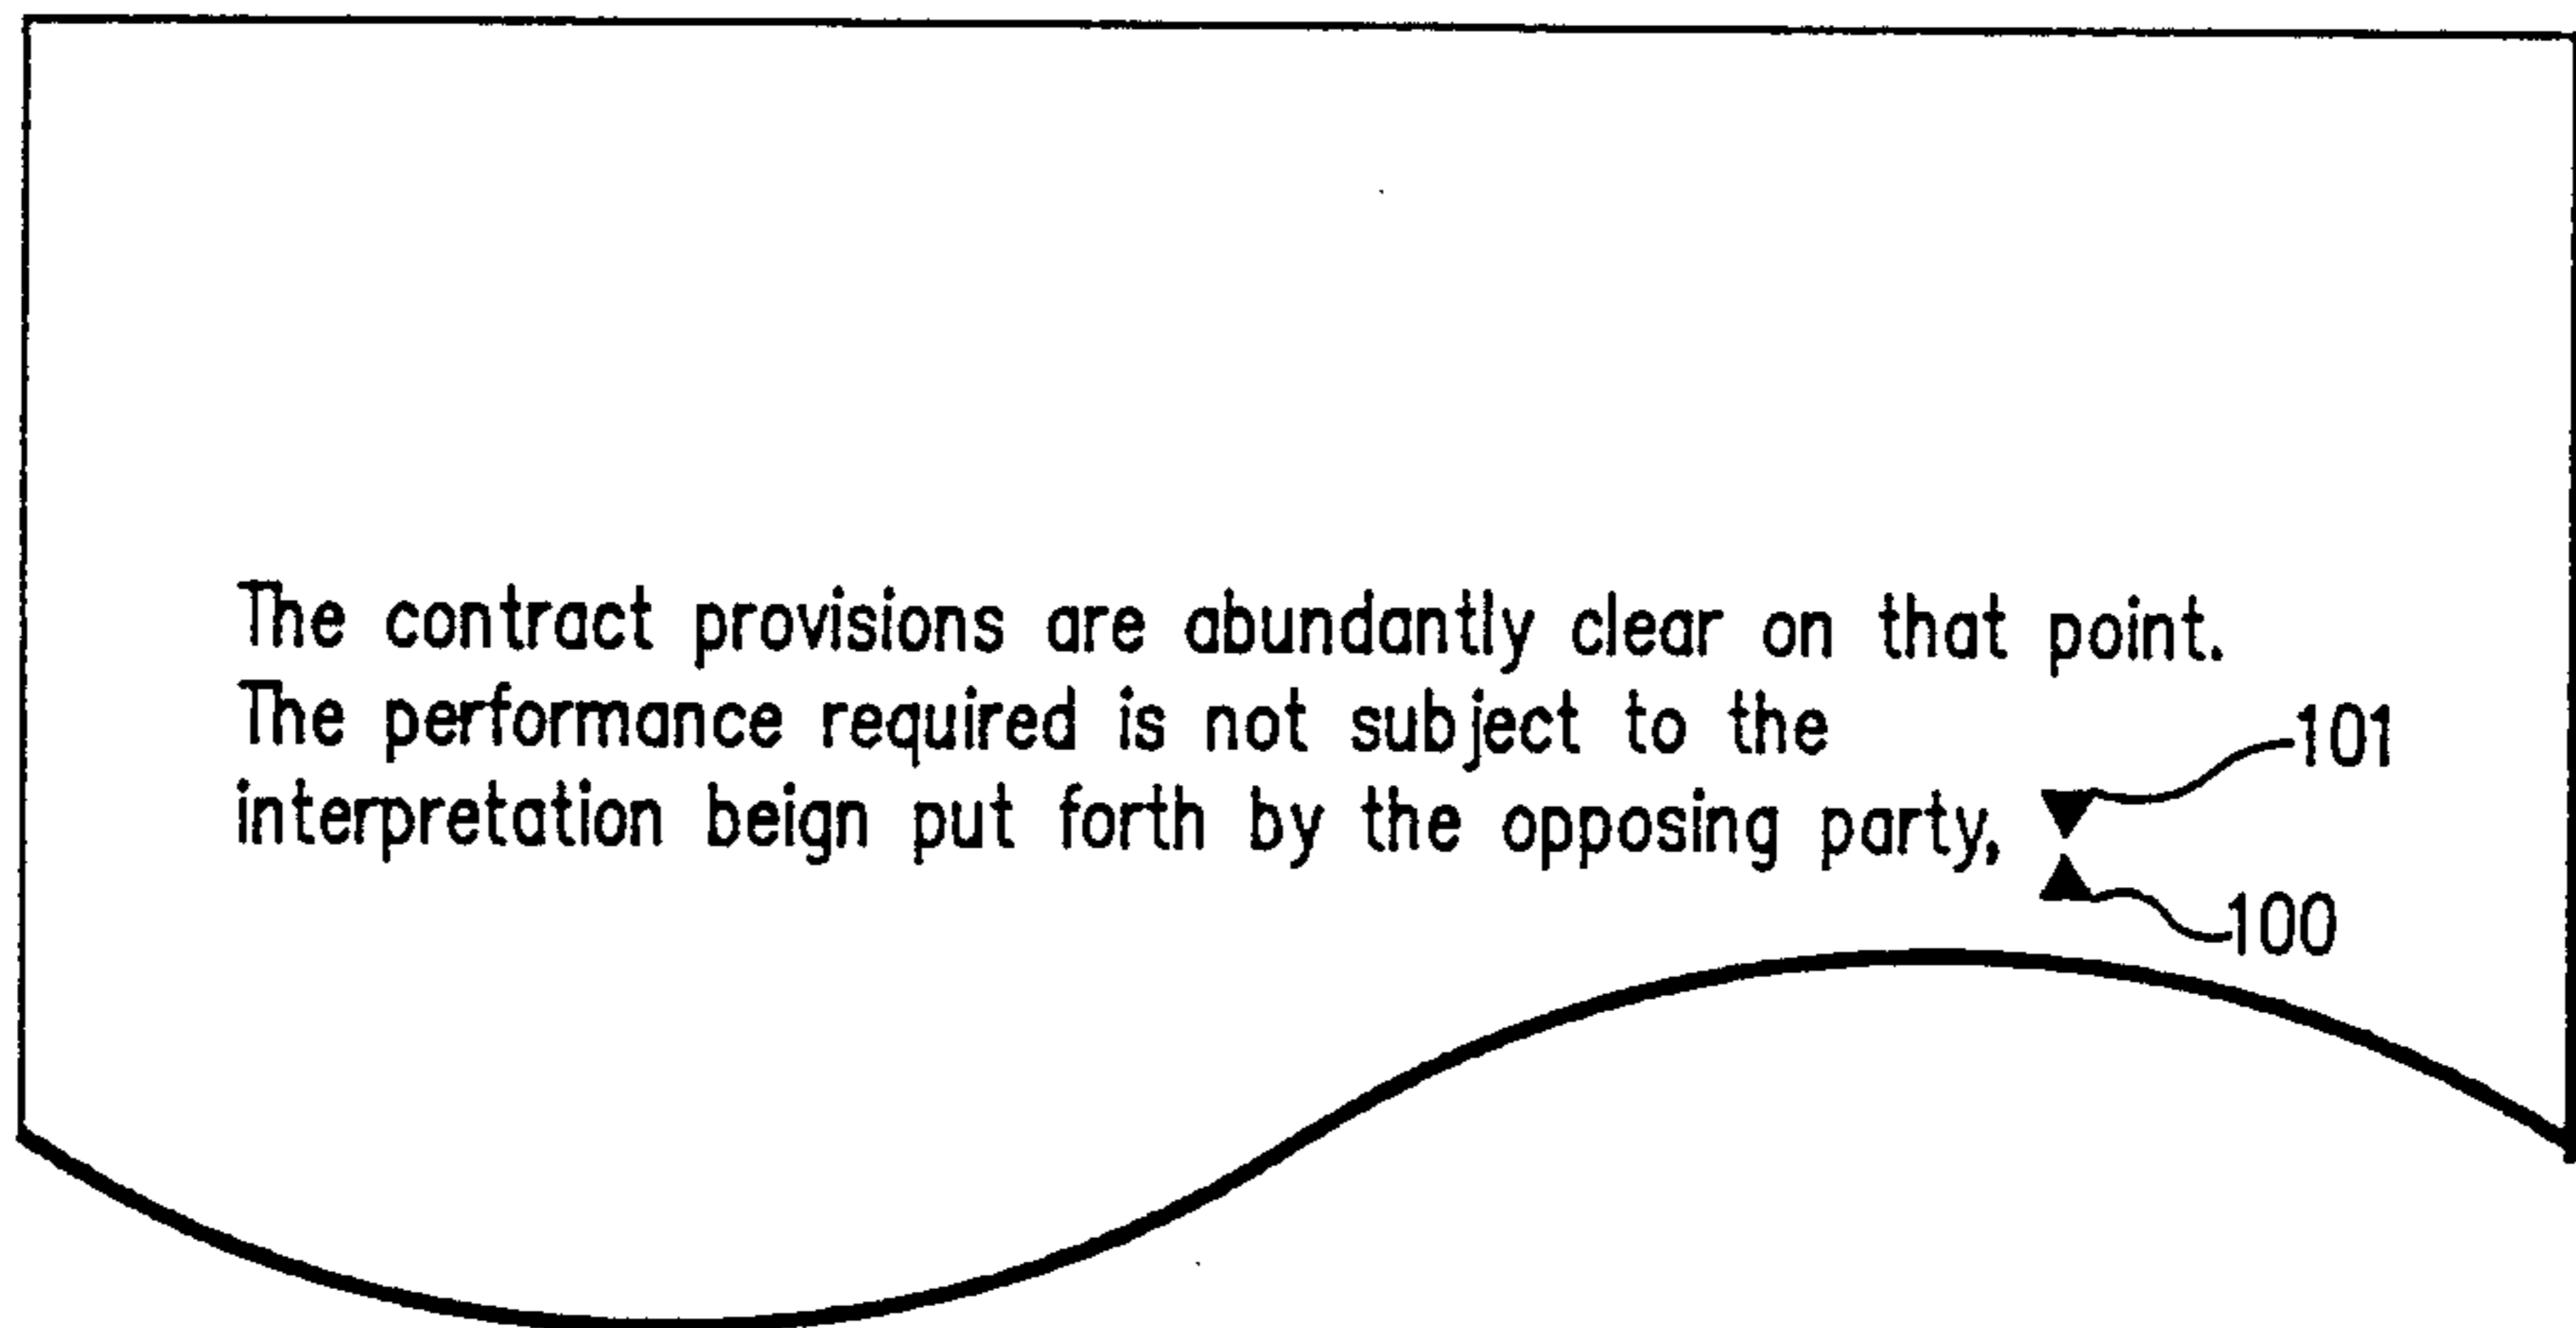 The contract provisions are abundantly clear on that point.
The performance required is not subject to the
interpretation beign put forth by the opposing party,
101
100